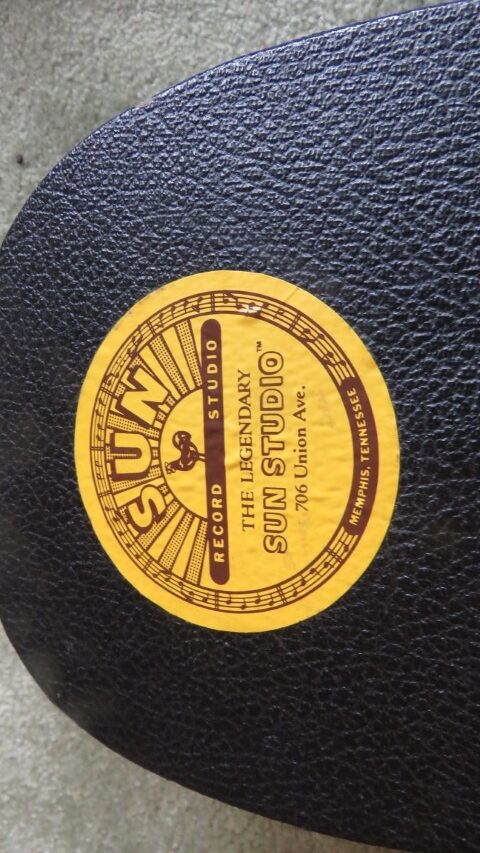 SUN
RECORD STUDIO
THE LEGENDARY
SUN STUDIO™
706 Union Ave.
MEMPHIS, TENNESSEE